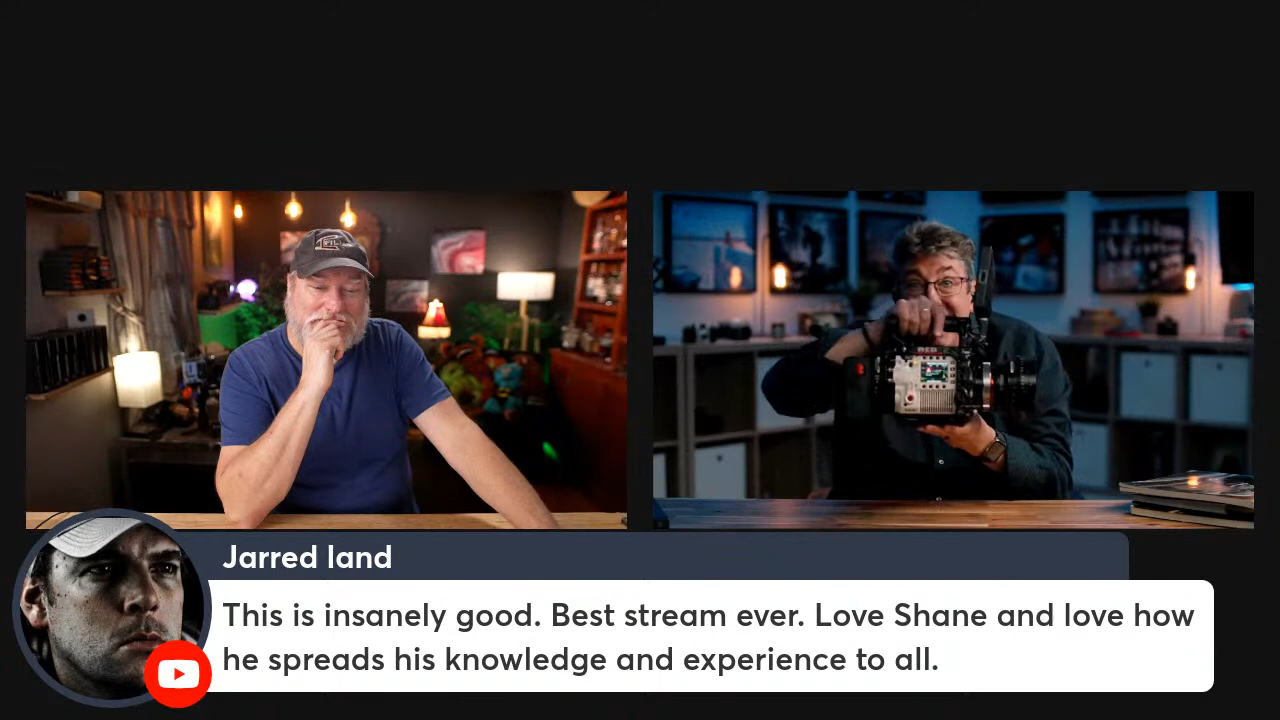 Jarred land
This is insanely good. Best stream ever. Love Shane and love how
he spreads his knowledge and experience to all.
RED